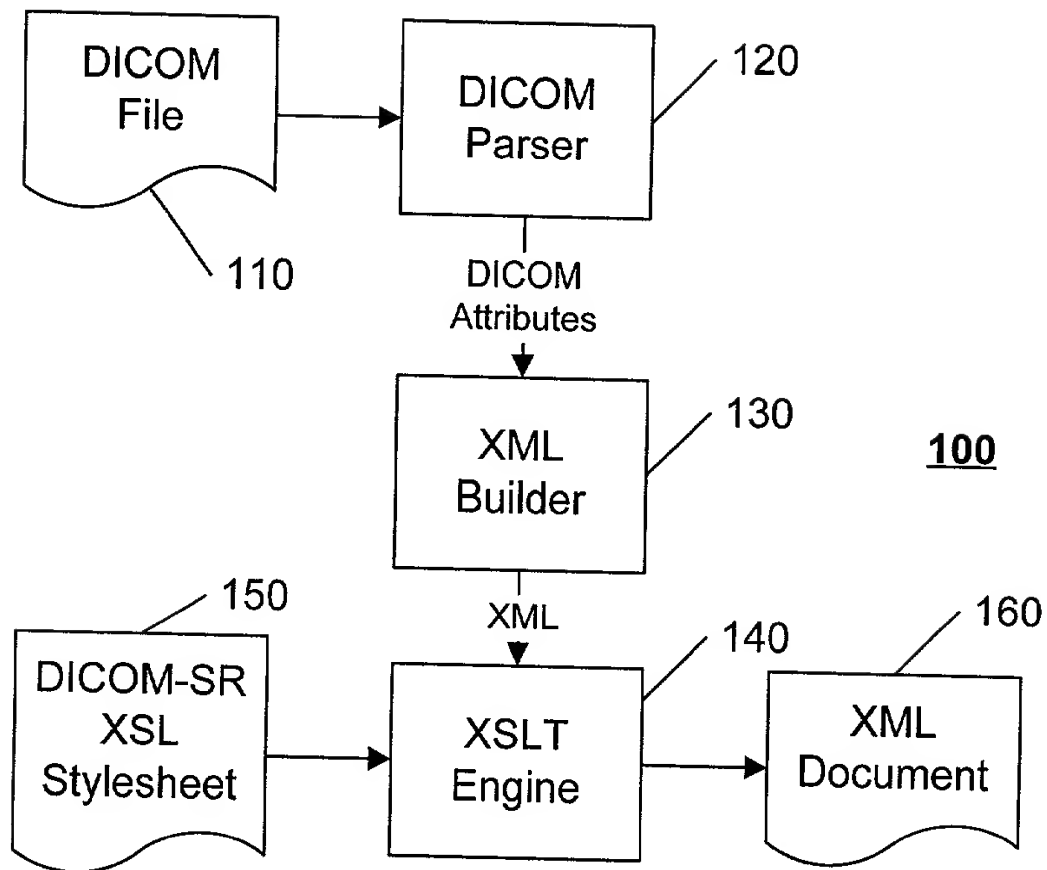 DICOM
File
110
DICOM
Parser
120
DICOM
Attributes
XML
Builder
130
100
XML
150
DICOM-SR
XSL
Stylesheet
XSLT
Engine
140
160
XML
Document